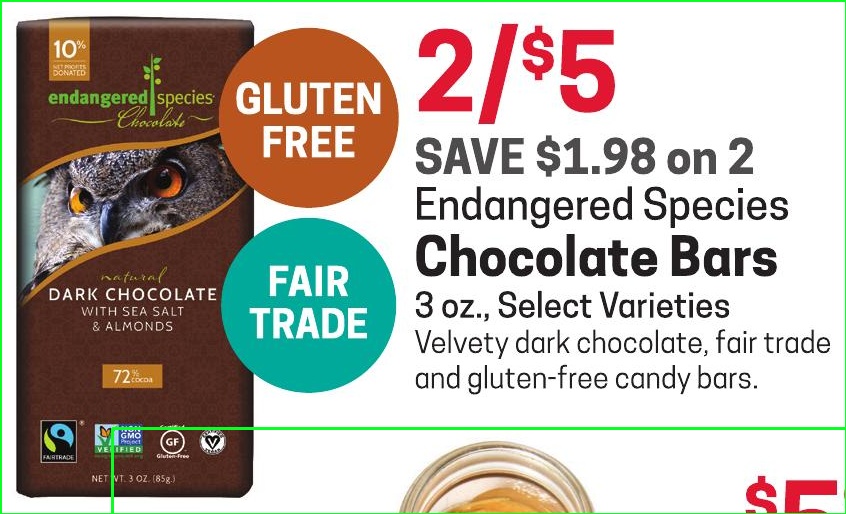 10%
NET PROFITS
DONATED
endangered species
Chocolate
natural
DARK CHOCOLATE
WITH SEA SALT
& ALMONDS
72% COCOA
FAIRTRADE
NON
GMO
Project
VERIFIED
Certified
GF
Gluten-Free
NET WT. 3 OZ. (85g.)
GLUTEN
FREE
FAIR
TRADE
2/$5
SAVE $1.98 on 2
Endangered Species
Chocolate Bars
3 oz., Select Varieties
Velvety dark chocolate, fair trade
and gluten-free candy bars.
$5